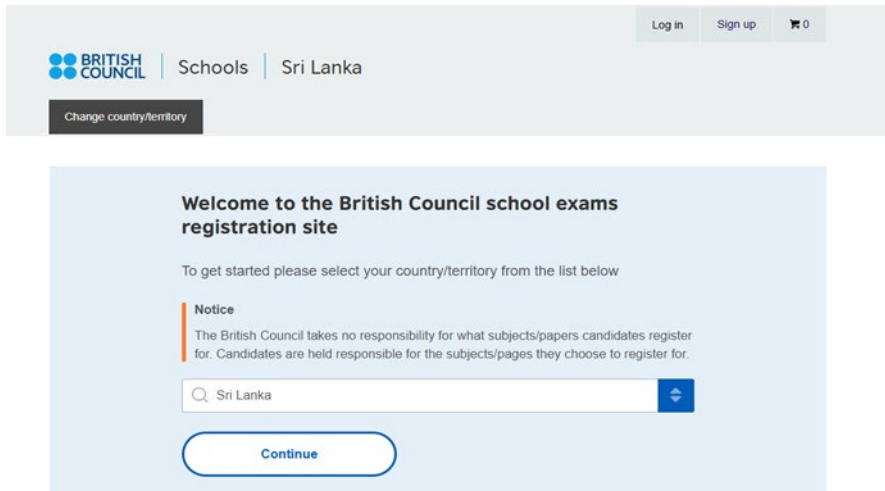 Log in Sign up 0
BRITISH
COUNCIL
Schools Sri Lanka
Change country/territory
Welcome to the British Council school exams
registration site
To get started please select your country/territory from the list below
Notice
The British Council takes no responsibility for what subjects/papers candidates register
for. Candidates are held responsible for the subjects/pages they choose to register for.
Sri Lanka
Continue